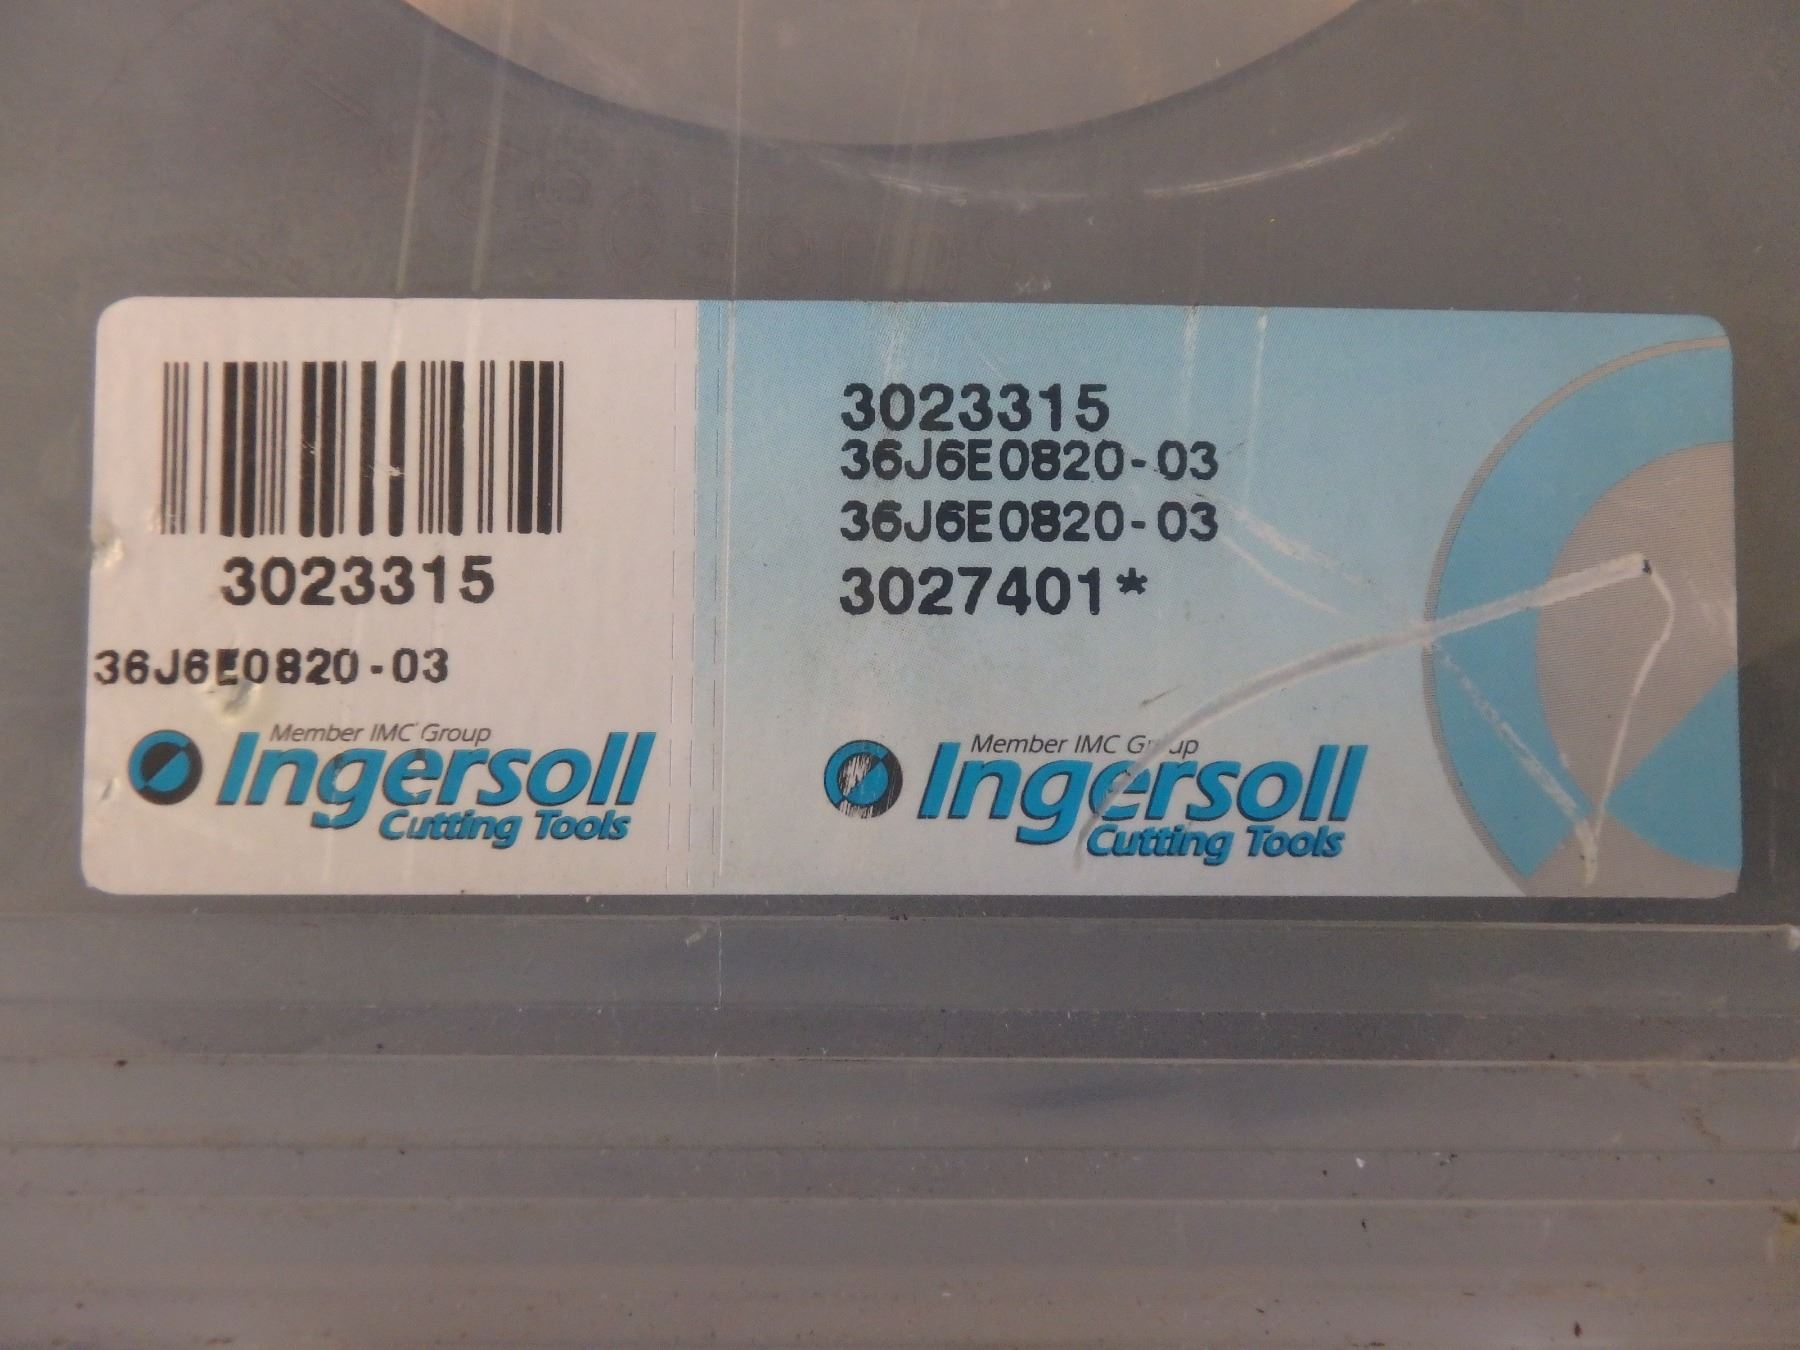 3023315
36J6E0820-03
Member IMC Group
Ingersoll
Cutting Tools
3023315
36J6E0820-03
36J6E0820-03
3027401*
Member IMC Group
Ingersoll
Cutting Tools